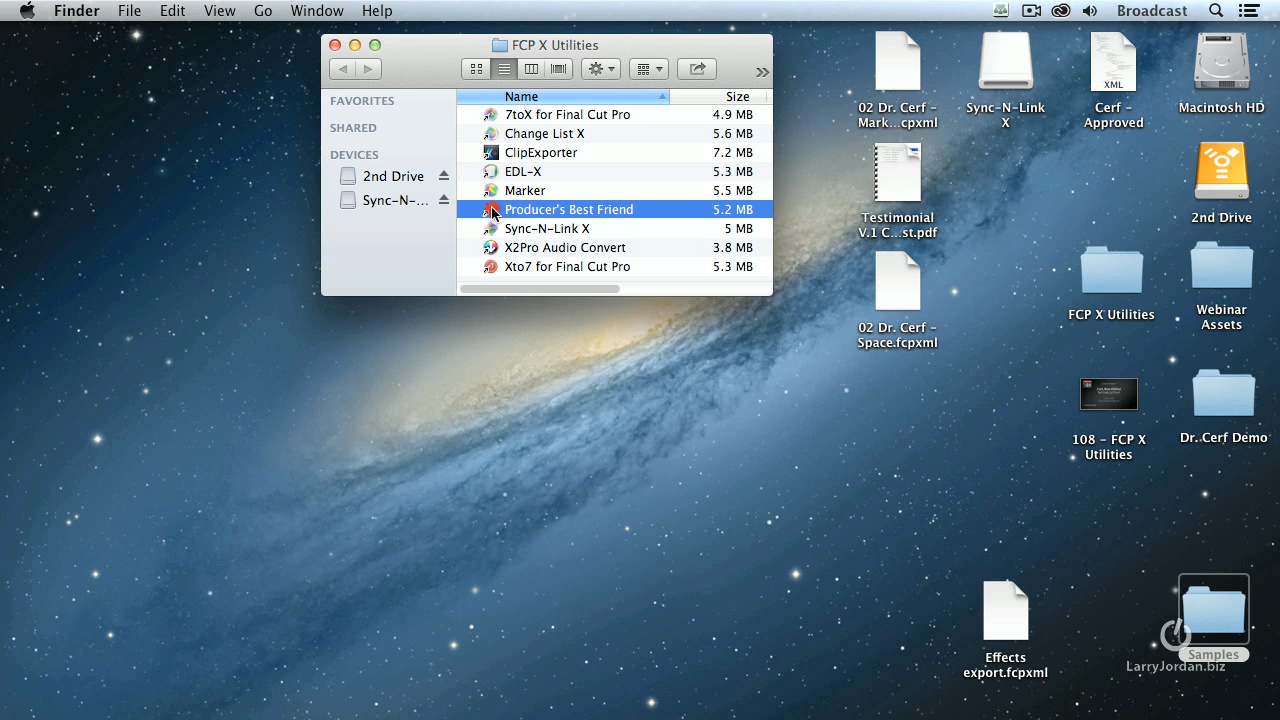 Finder File Edit View Go Window Help Broadcast
FCP X Utilities
Name Size
FAVORITES
SHARED
DEVICES
2nd Drive
Sync-N-...
7toX for Final Cut Pro 4.9 MB
Change List X 5.6 MB
ClipExporter 7.2 MB
EDL-X 5.3 MB
Marker 5.5 MB
Producer's Best Friend 5.2 MB
Sync-N-Link X 5 MB
X2Pro Audio Convert 3.8 MB
Xto7 for Final Cut Pro 5.3 MB
02 Dr. Cerf -
Mark...cpxml
Sync-N-Link
X
XML
Cerf -
Approved
Macintosh HD
Testimonial
V.1 C...st.pdf
2nd Drive
02 Dr. Cerf -
Space.fcpxml
FCP X Utilities
Webinar
Assets
108 - FCP X
Utilities
Dr. Cerf Demo
Effects
export.fcpxml
Samples
LarryJordan.biz